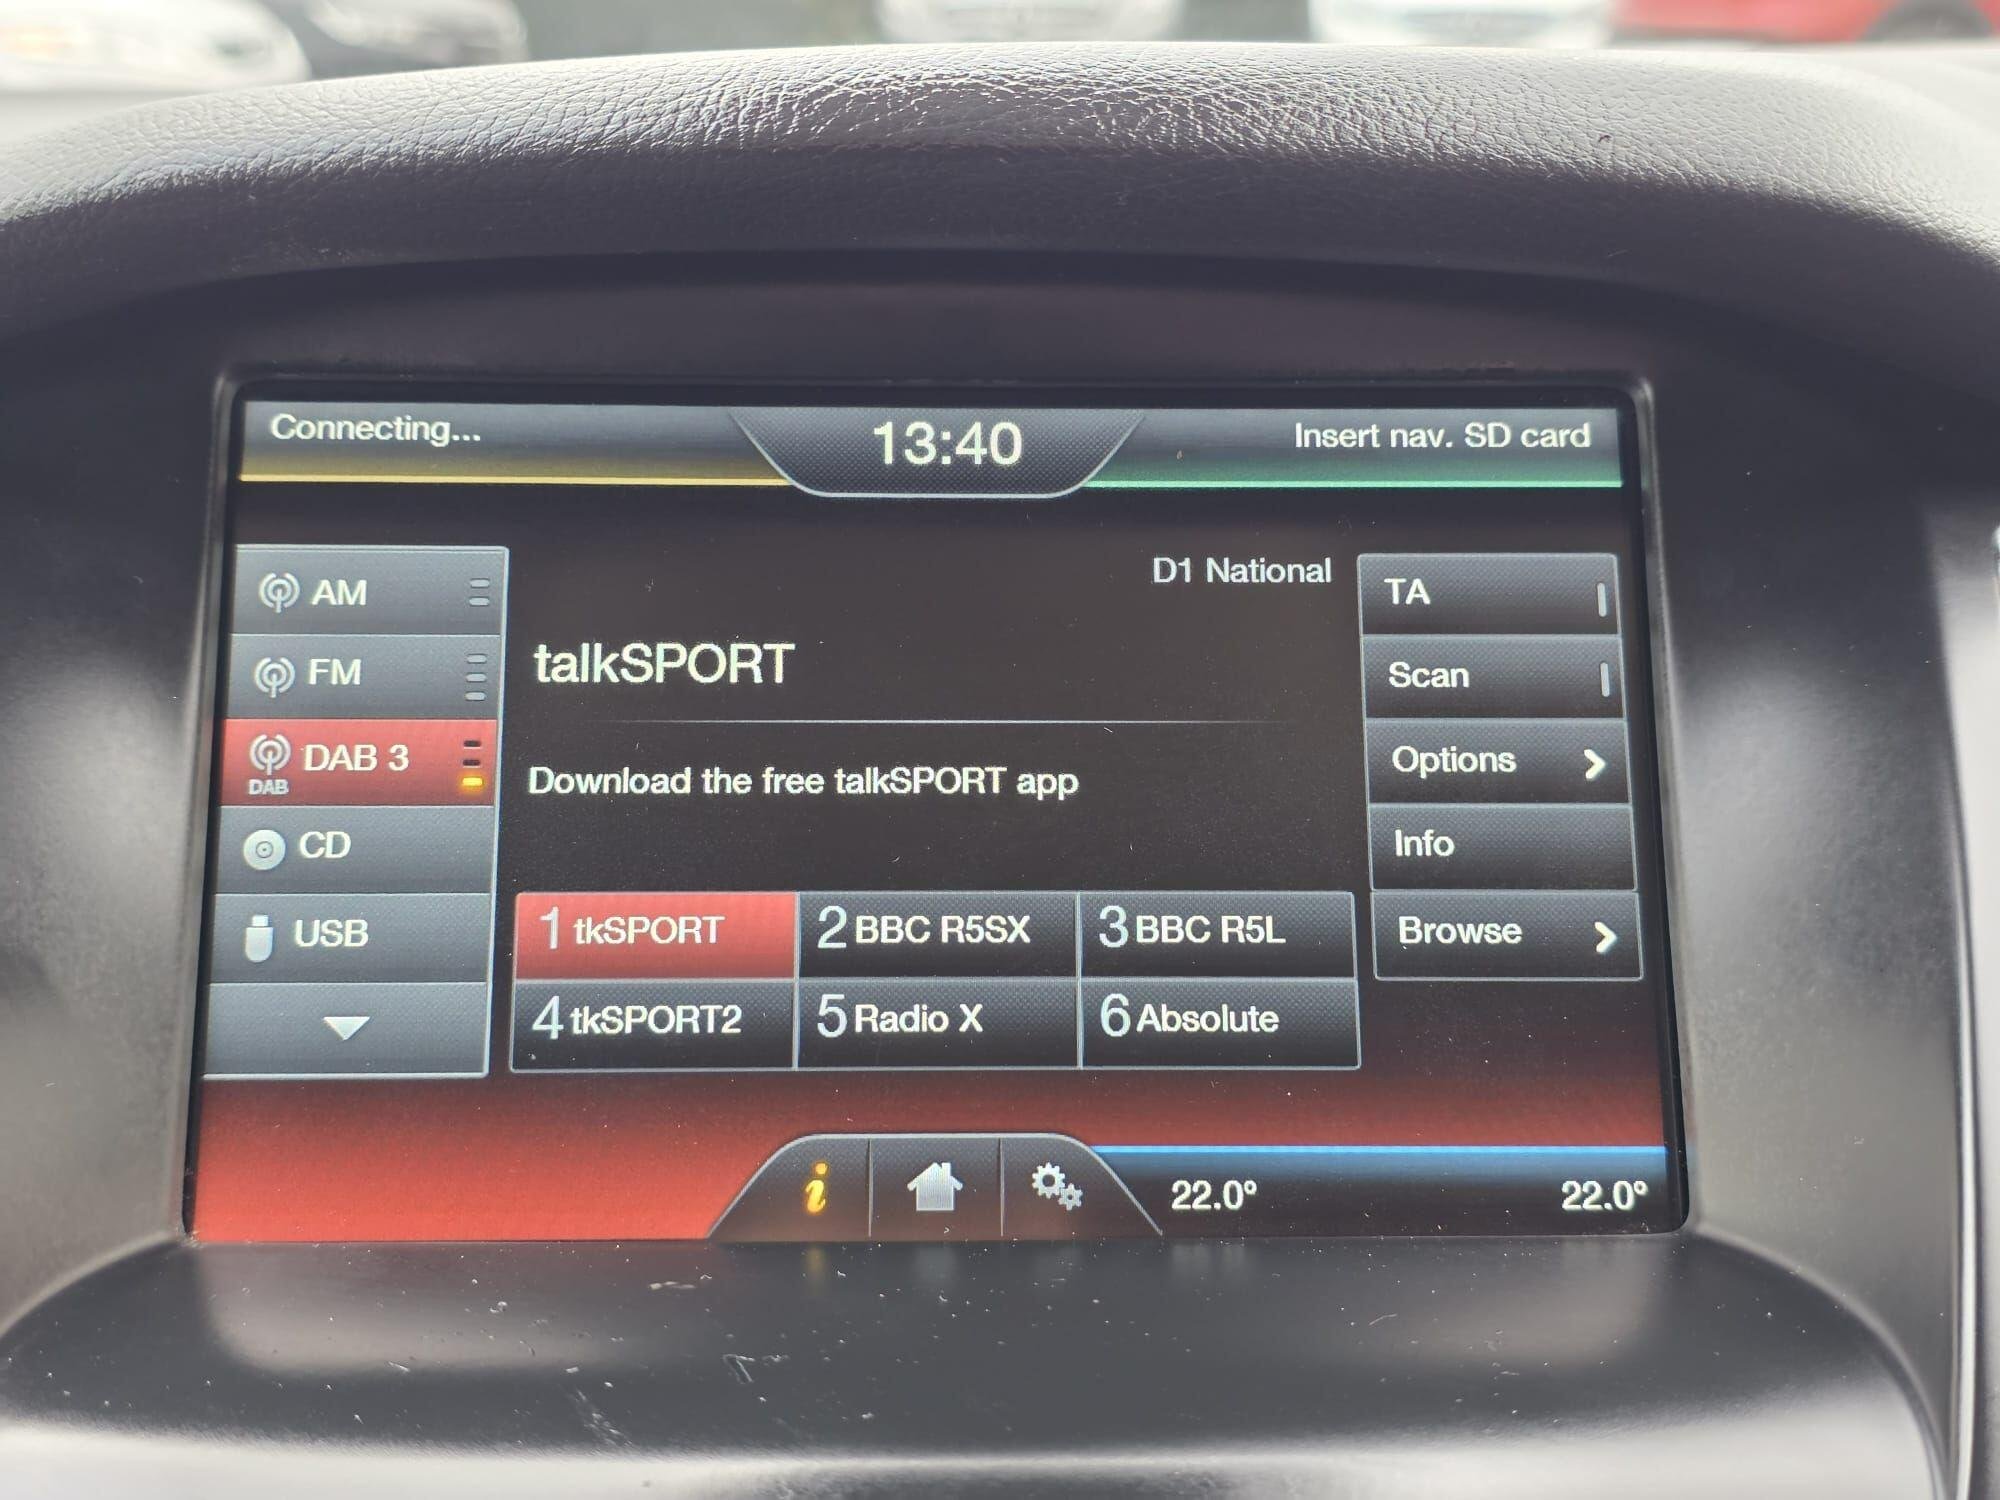 Connecting...
13:40
Insert nav. SD card
AM
FM
DAB 3
DAB
CD
USB
D1 National
talkSPORT
Download the free talkSPORT app
1 tkSPORT
2 BBC R5SX
3 BBC R5L
4 tkSPORT2
5 Radio X
6 Absolute
TA
Scan
Options
Info
Browse
i
22.0°
22.0°